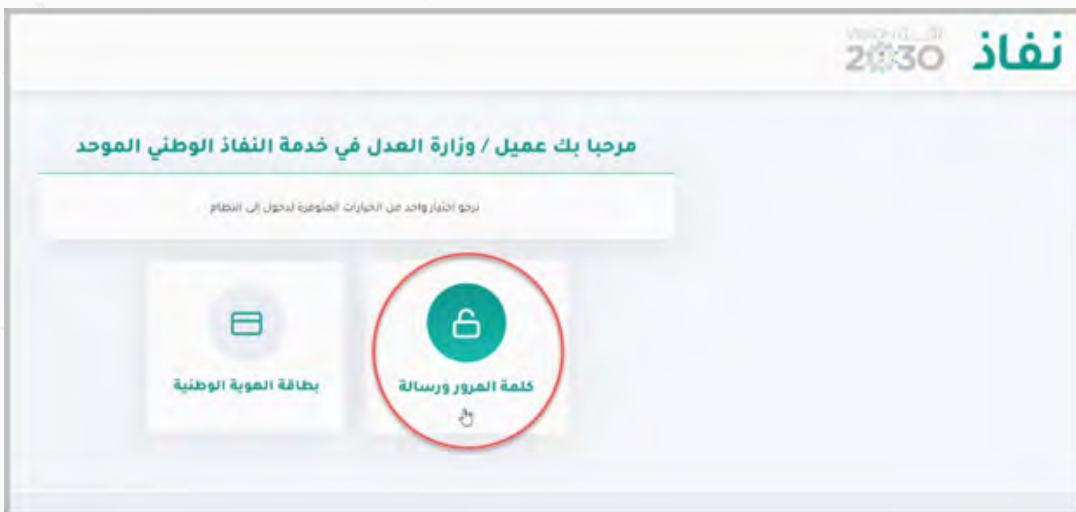 نفاذ
2030
مرحبا بك عميل / وزارة العدل في خدمة النفاذ الوطني الموحد
نرجو اختيار واحد من الخيارات المتوفرة لدخول إلى النظام
كلمة المرور ورسالة
بطاقة الهوية الوطنية